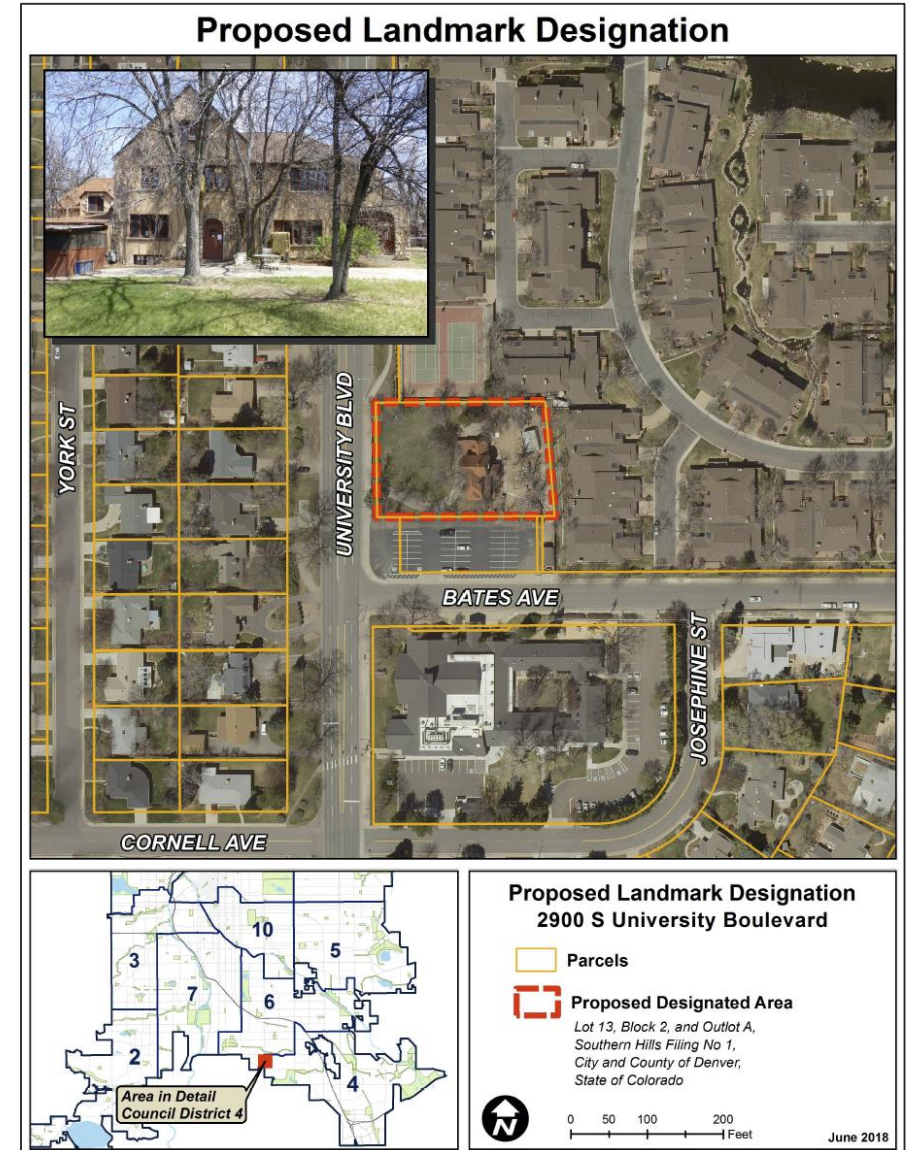 Proposed Landmark Designation
YORK ST
UNIVERSITY BLVD
BATES AVE
JOSEPHINE ST
CORNELL AVE
10
3
5
7
6
2
4
Area in Detail
Council District 4
Proposed Landmark Designation
2900 S University Boulevard
Parcels
Proposed Designated Area
Lot 13, Block 2, and Outlot A,
Southern Hills Filing No 1,
City and County of Denver,
State of Colorado
N
0 50 100 200
Feet
June 2018